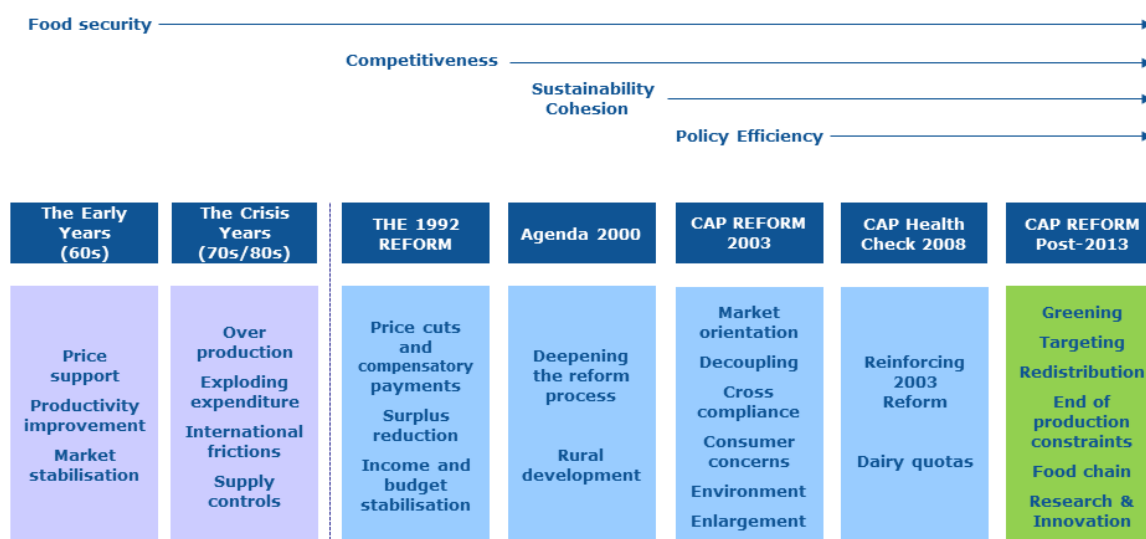 Food security
Competitiveness
Sustainability
Cohesion
Policy Efficiency
The Early
Years
(60s)
The Crisis
Years
(70s/80s)
THE 1992
REFORM
Agenda 2000
CAP REFORM
2003
CAP Health
Check 2008
CAP REFORM
Post-2013
Price
support
Productivity
improvement
Market
stabilisation
Over
production
Exploding
expenditure
International
frictions
Supply
controls
Price cuts
and
compensatory
payments
Surplus
reduction
Income and
budget
stabilisation
Deepening
the reform
process
Rural
development
Market
orientation
Decoupling
Cross
compliance
Consumer
concerns
Environment
Enlargement
Reinforcing
2003
Reform
Dairy quotas
Greening
Targeting
Redistribution
End of
production
constraints
Food chain
Research &
Innovation